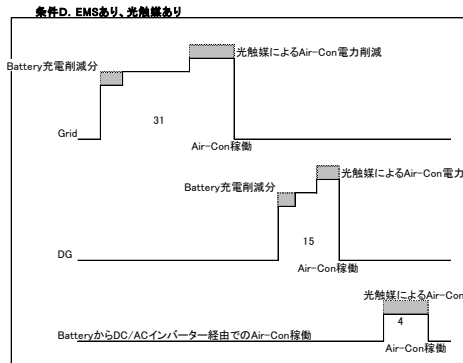 条件D. EMSあり、光触媒あり
光触媒によるAir-Con電力削減
Battery充電削減分
31
Grid
Air-Con稼働
光触媒によるAir-Con電力
Battery充電削減分
15
DG
Air-Con稼働
光触媒によるAir-Con
4
BatteryからDC/ACインバーター経由でのAir-Con稼働
Air-Con稼働